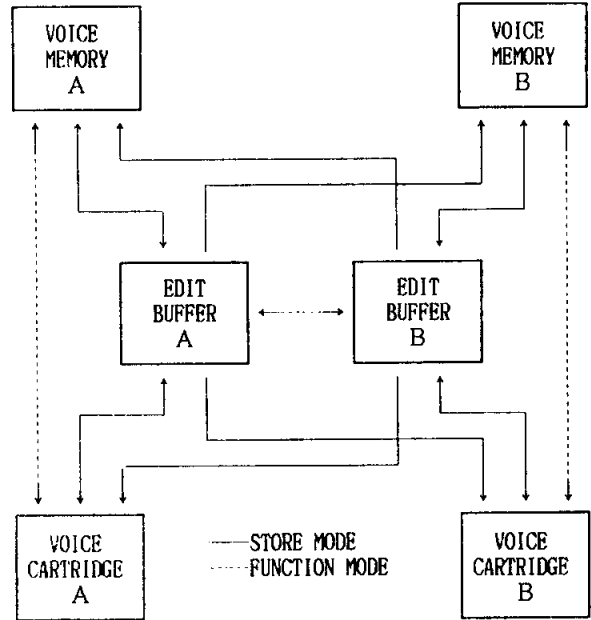 VOICE
MEMORY
A
VOICE
MEMORY
B
EDIT
BUFFER
A
EDIT
BUFFER
B
VOICE
CARTRIDGE
A
STORE MODE
FUNCTION MODE
VOICE
CARTRIDGE
B